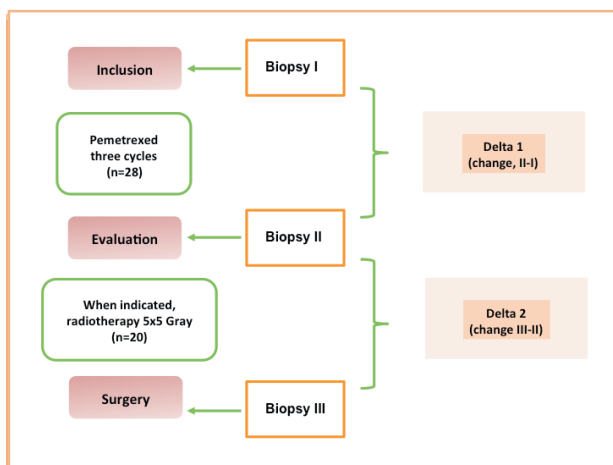 Inclusion
Biopsy I
Pemetrexed
three cycles
(n=28)
Delta 1
(change, II-I)
Evaluation
Biopsy II
When indicated,
radiotherapy 5x5 Gray
(n=20)
Delta 2
(change III-II)
Surgery
Biopsy III